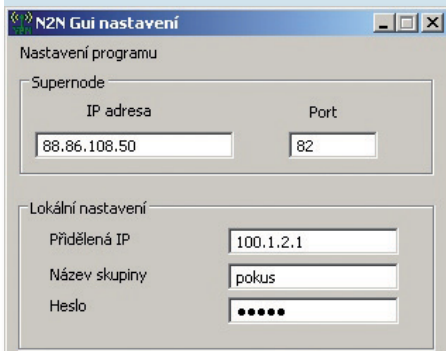 N2N Gui nastavení
Nastavení programu
Supernode
IP adresa Port
88.86.108.50 82
Lokální nastavení
Přidělená IP 100.1.2.1
Název skupiny pokus
Heslo ●●●●●